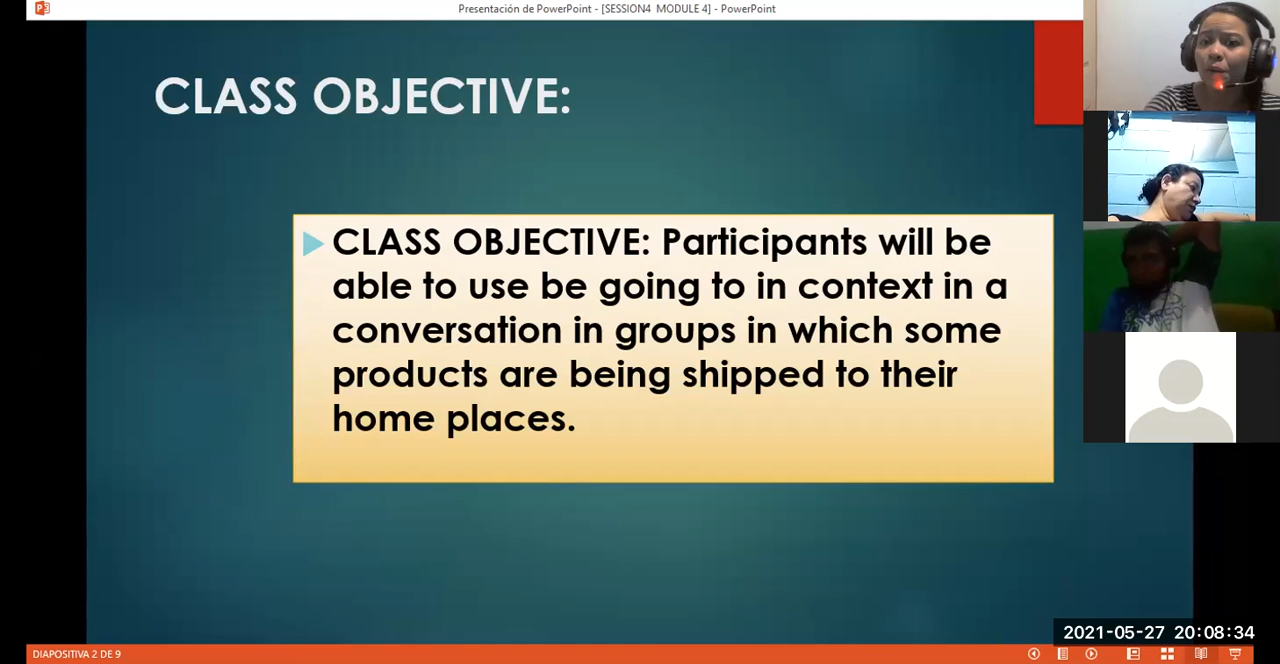 Presentación de PowerPoint - [SESSION4 MODULE 4] - PowerPoint
CLASS OBJECTIVE:
CLASS OBJECTIVE: Participants will be
able to use be going to in context in a
conversation in groups in which some
products are being shipped to their
home places.
2021-05-27 20:08:34
DIAPOSITIVA 2 DE 9